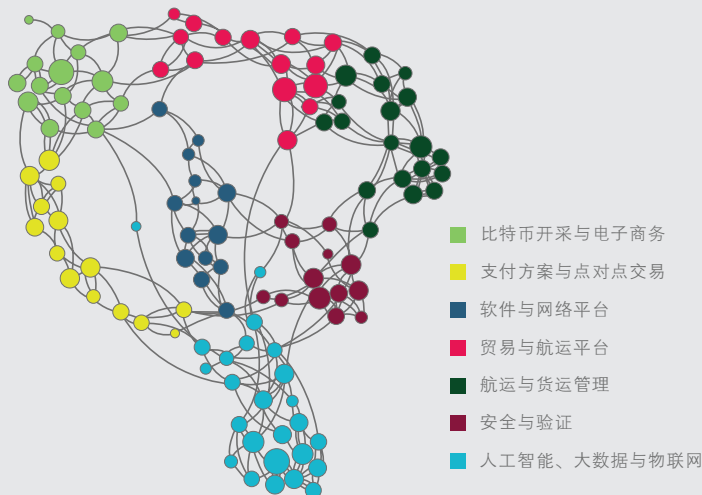 比特币开采与电子商务
支付方案与点对点交易
软件与网络平台
贸易与航运平台
航运与货运管理
安全与验证
人工智能、大数据与物联网